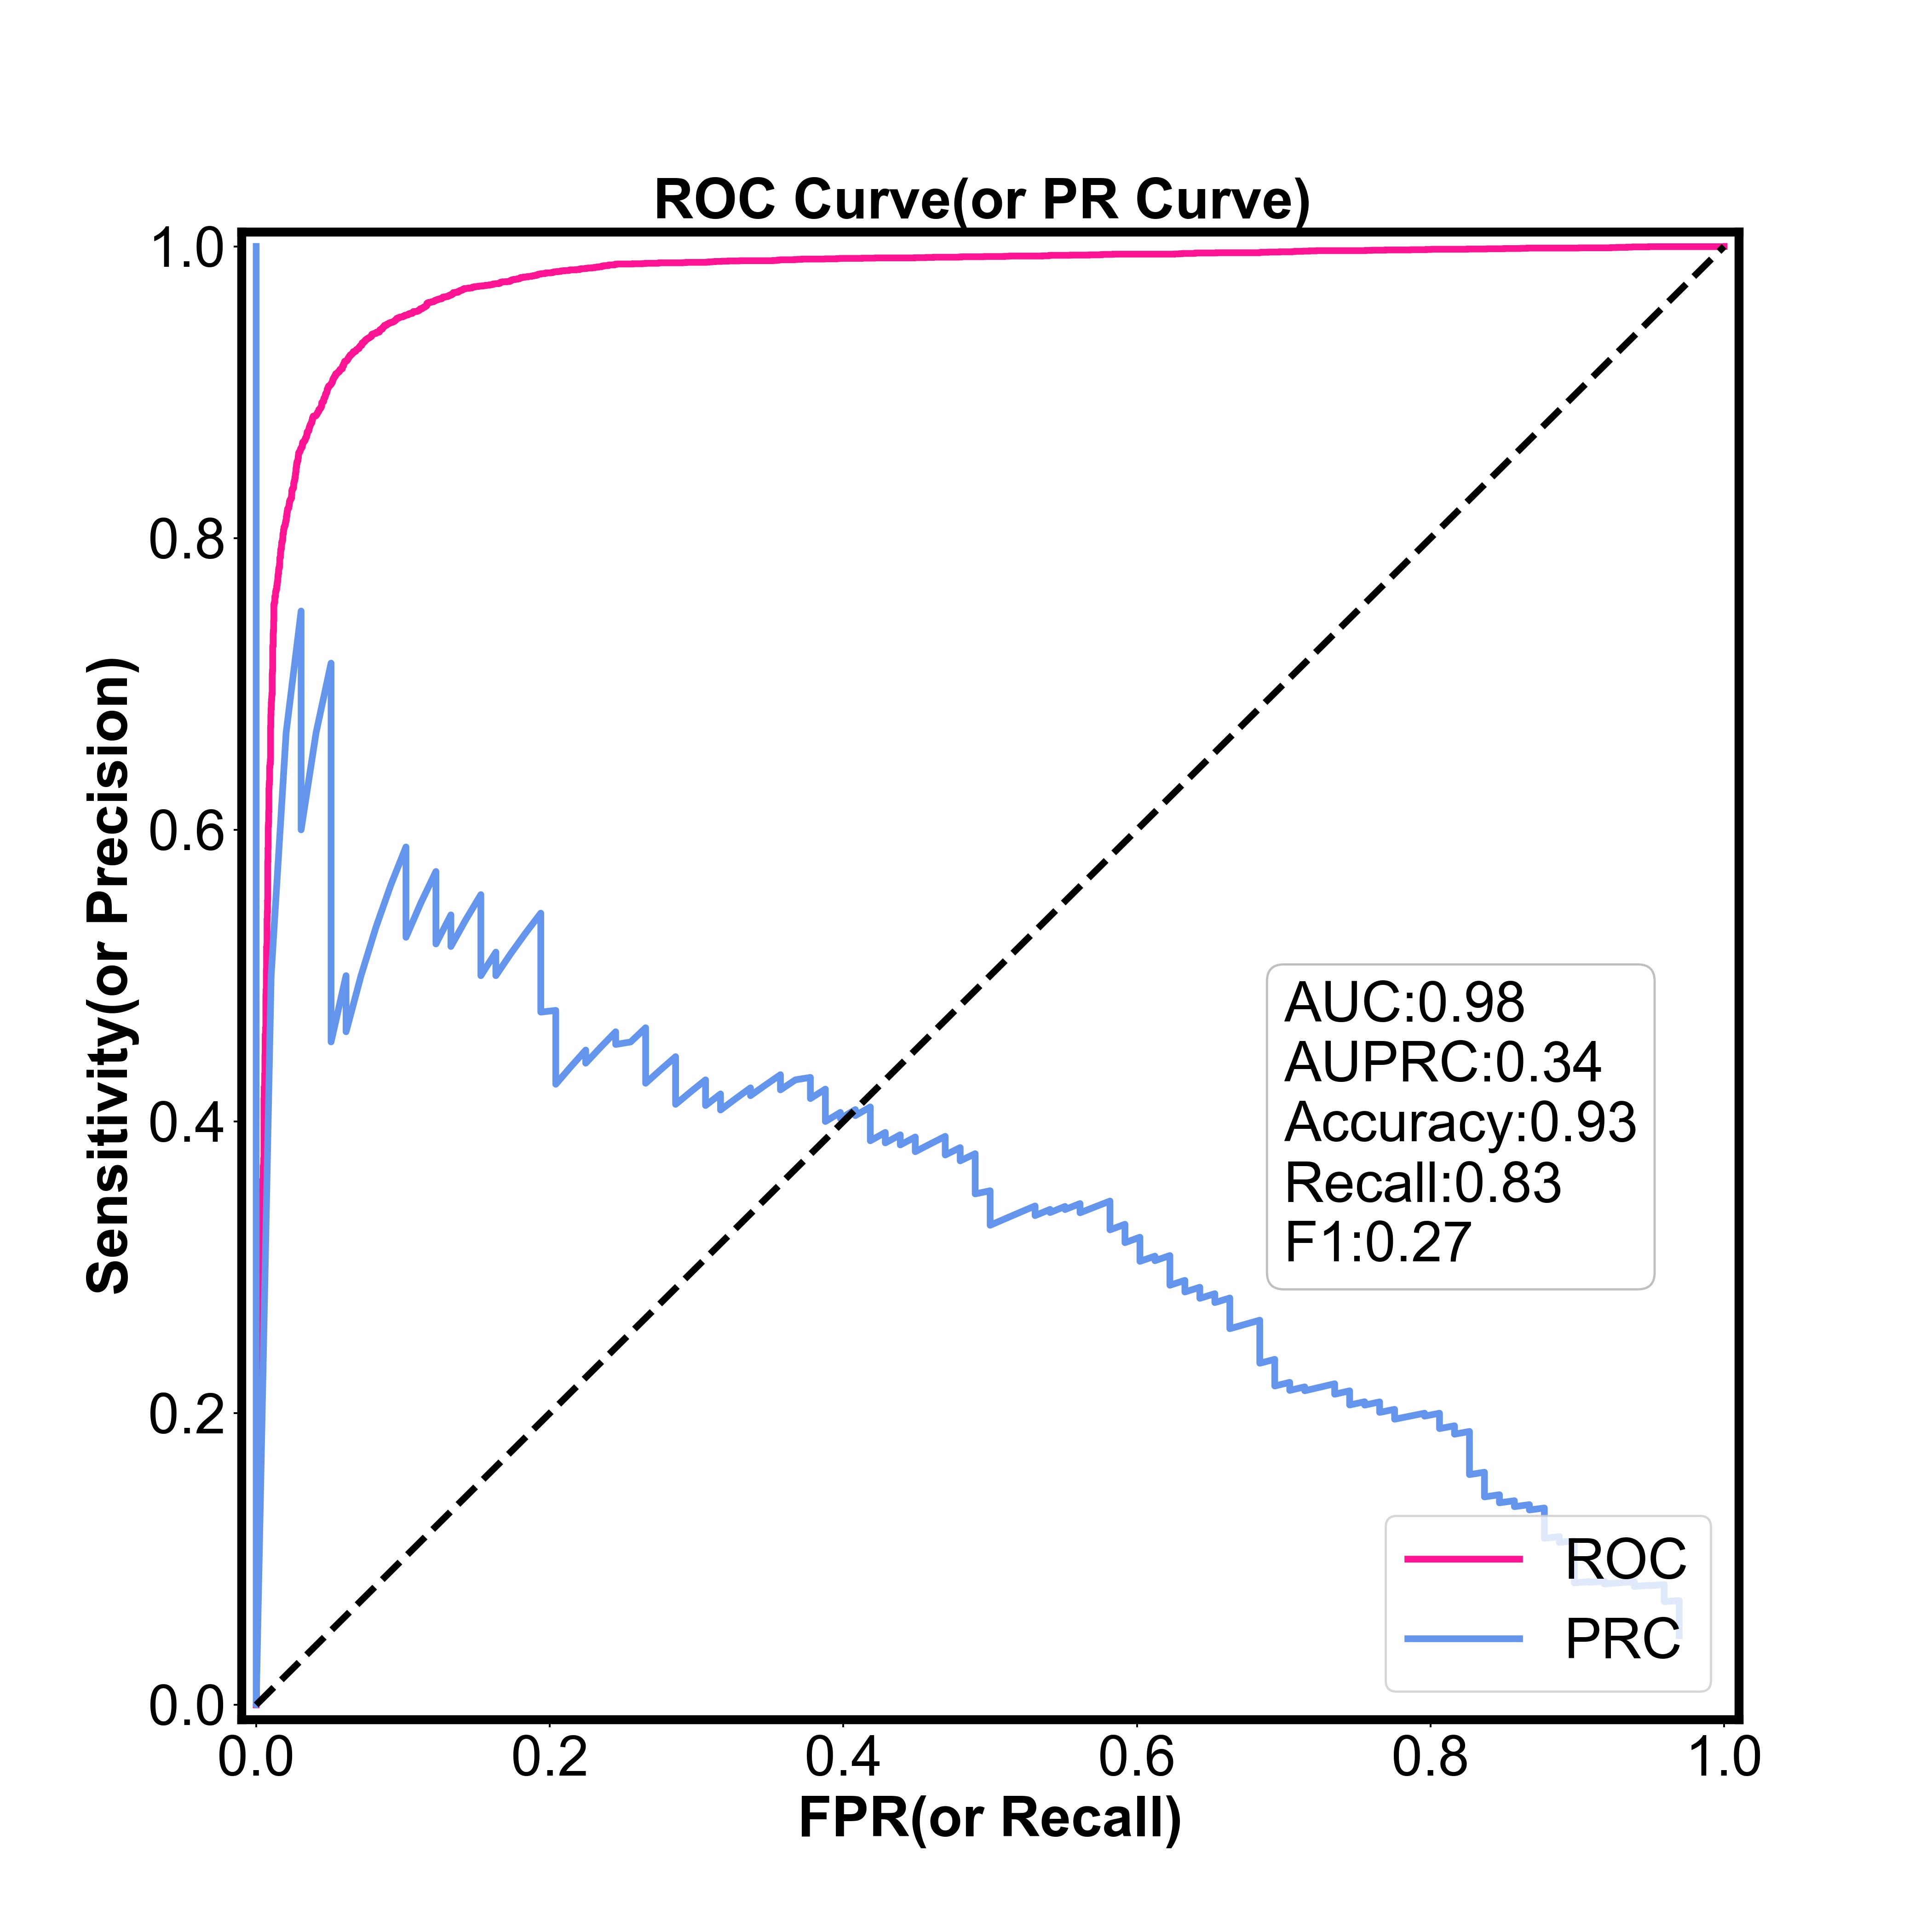 ROC Curve(or PR Curve)
1.0
0.8
0.6
0.4
0.2
0.0
Sensitivity(or Precision)
AUC:0.98
AUPRC:0.34
Accuracy:0.93
Recall:0.83
F1:0.27
ROC
PRC
0.0 0.2 0.4 0.6 0.8 1.0
FPR(or Recall)